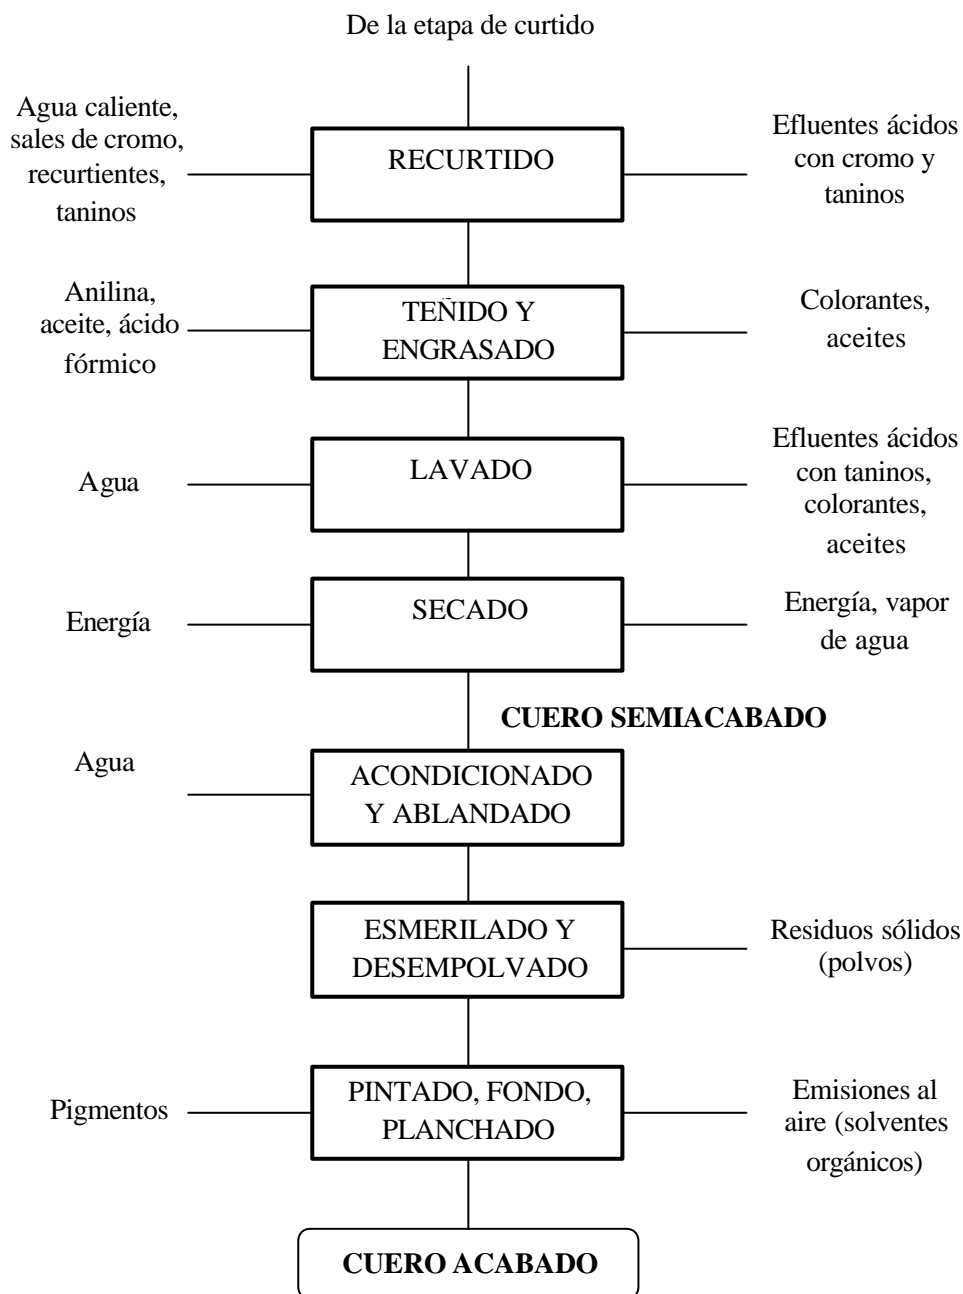 De la etapa de curtido
Agua caliente,
sales de cromo,
recurtientes,
taninos
RECURTIDO
Efluentes ácidos
con cromo y
taninos
Anilina,
aceite, ácido
fórmico
TEÑIDO Y
ENGRASADO
Colorantes,
aceites
Agua
LAVADO
Efluentes ácidos
con taninos,
colorantes,
aceites
Energía
SECADO
Energía, vapor
de agua
CUERO SEMIACABADO
Agua
ACONDICIONADO
Y ABLANDADO
ESMERILADO Y
DESEMPOLVADO
Residuos sólidos
(polvos)
Pigmentos
PINTADO, FONDO,
PLANCHADO
Emisiones al
aire (solventes
orgánicos)
CUERO ACABADO